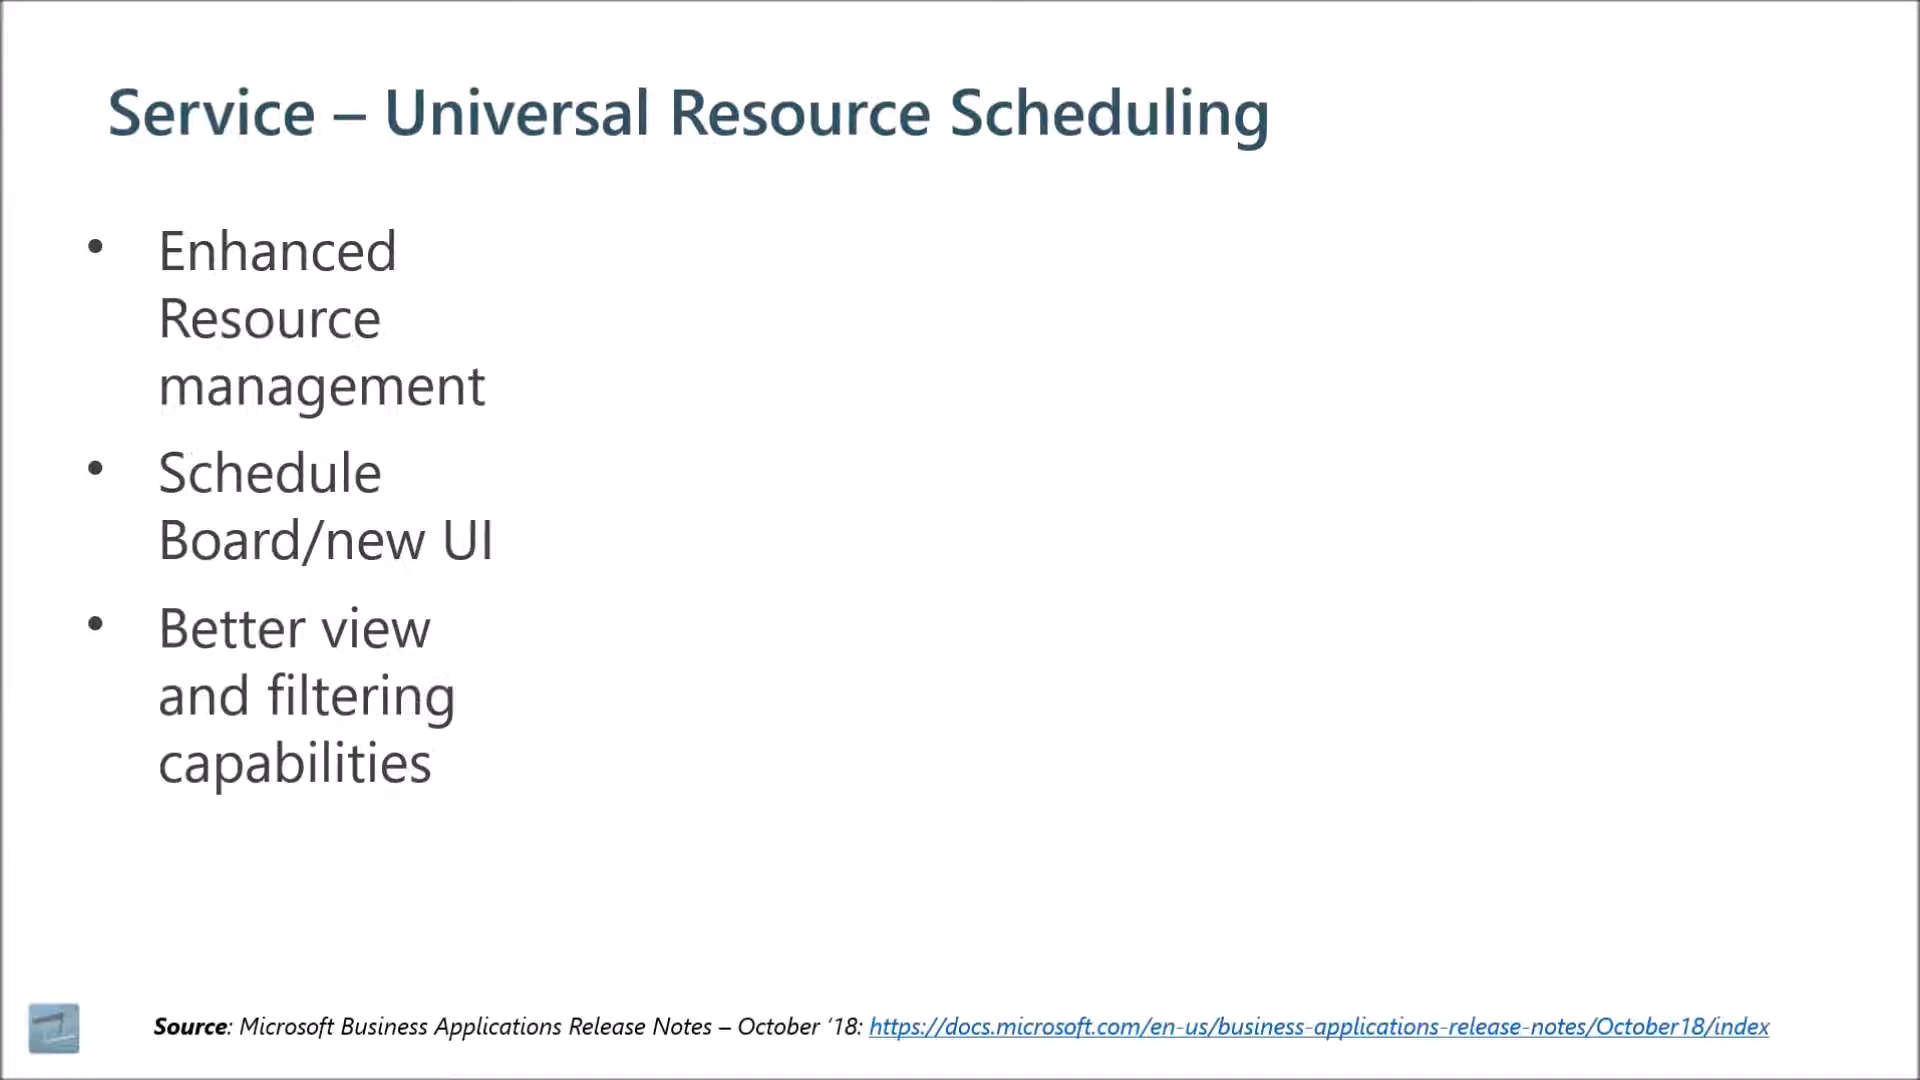 Service – Universal Resource Scheduling
• Enhanced
Resource
management
• Schedule
Board/new UI
• Better view
and filtering
capabilities
Source: Microsoft Business Applications Release Notes – October ‘18: https://docs.microsoft.com/en-us/business-applications-release-notes/October18/index